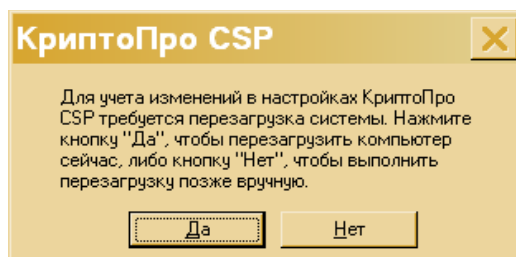 КриптоПро CSP
Для учета изменений в настройках КриптоПро
CSP требуется перезагрузка системы. Нажмите
кнопку "Да", чтобы перезагрузить компьютер
сейчас, либо кнопку "Нет", чтобы выполнить
перезагрузку позже вручную.
Да
Нет